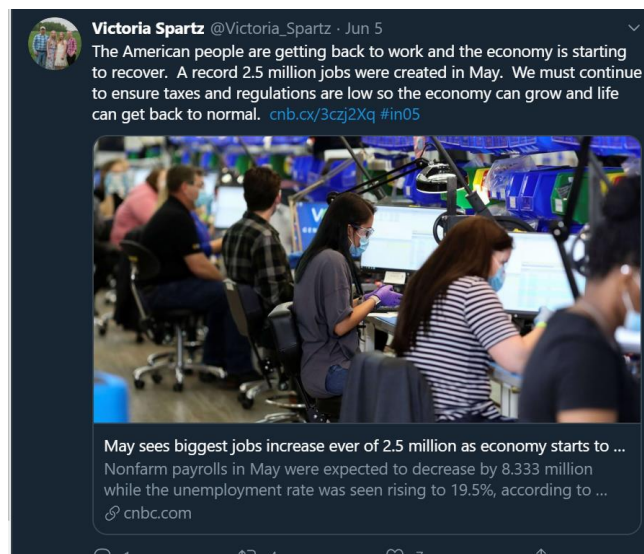 Victoria Spartz @Victoria_Spartz · Jun 5
The American people are getting back to work and the economy is starting
to recover. A record 2.5 million jobs were created in May. We must continue
to ensure taxes and regulations are low so the economy can grow and life
can get back to normal. cnb.cx/3czj2Xq #in05
May sees biggest jobs increase ever of 2.5 million as economy starts to ...
Nonfarm payrolls in May were expected to decrease by 8.333 million
while the unemployment rate was seen rising to 19.5%, according to ...
cnbc.com